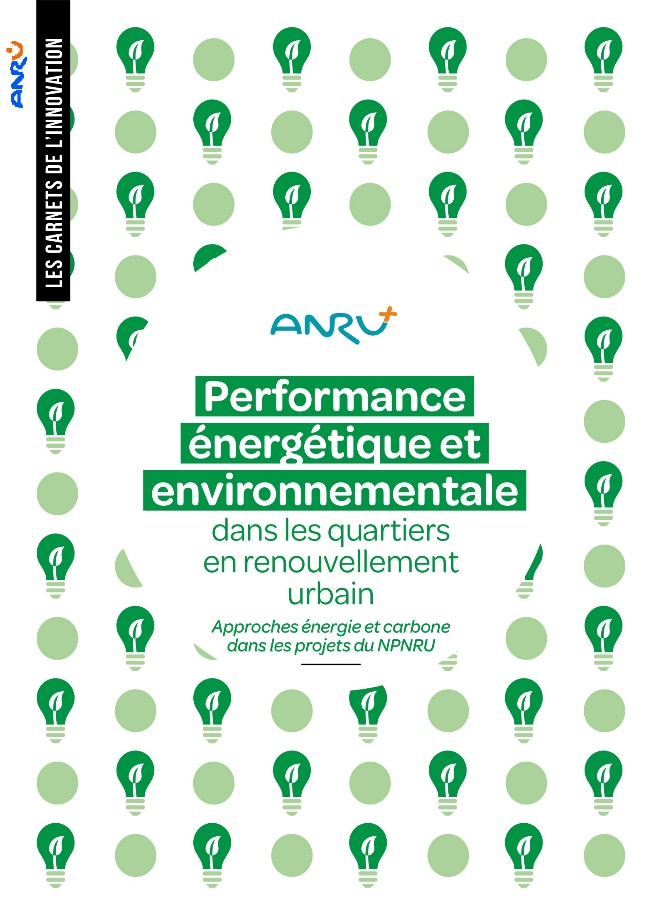 ANRU
LES CARNETS DE L'INNOVATION
ANRU+
Performance
énergétique et
environnementale
dans les quartiers
en renouvellement
urbain
Approches énergie et carbone
dans les projets du NPNRU